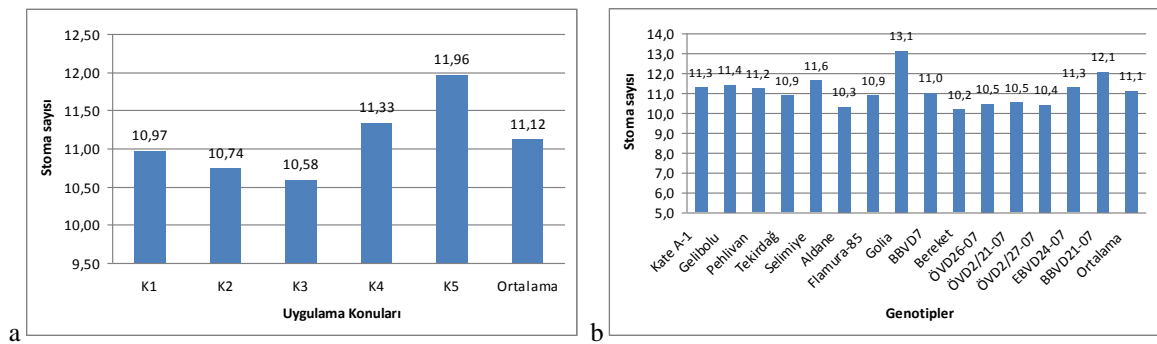 12,50
12,00
11,50
11,00
10,50
10,00
9,50
Stoma sayısı
10,97
10,74
10,58
11,33
11,96
11,12
K1 K2 K3 K4 K5 Ortalama
Uygulama Konuları
a
14,0
13,0
12,0
11,0
10,0
9,0
8,0
7,0
6,0
5,0
Stoma sayısı
11,3
11,4
11,2
10,9
11,6
10,3
10,9
13,1
11,0
10,2
10,5
10,5
10,4
11,3
12,1
11,1
Kate A-1
Gelibolu
Pehlivan
Tekirdağ
Selimiye
Aldane
Flamura-85
Golia
BBVD7
Bereket
ÖVD26-07
ÖVD2/21-07
ÖVD2/27-07
EBVD24-07
BBVD21-07
Ortalama
Genotipler
b